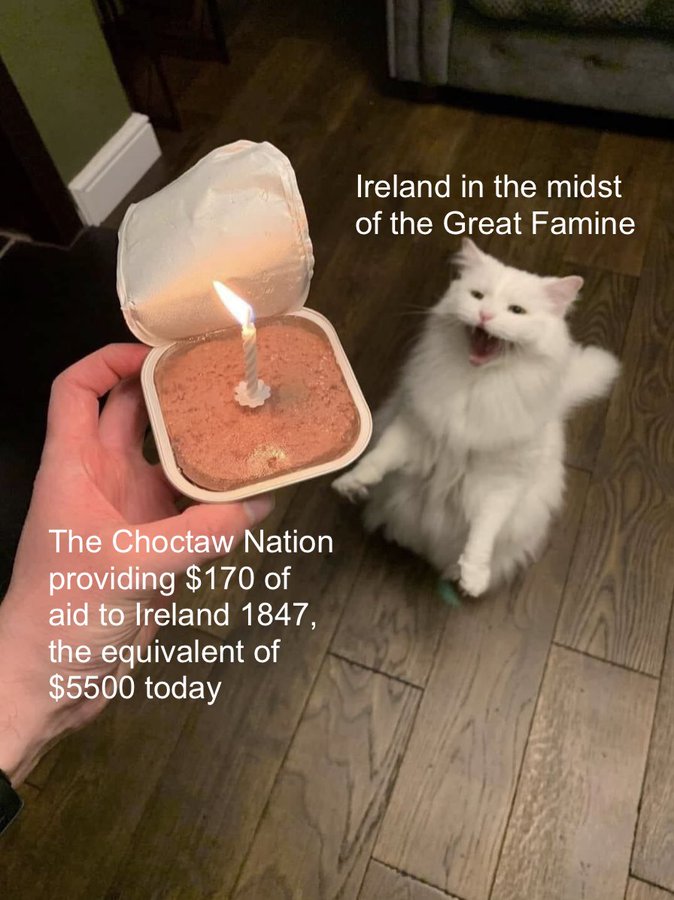 Ireland in the midst
of the Great Famine
The Choctaw Nation
providing $170 of
aid to Ireland 1847,
the equivalent of
$5500 today